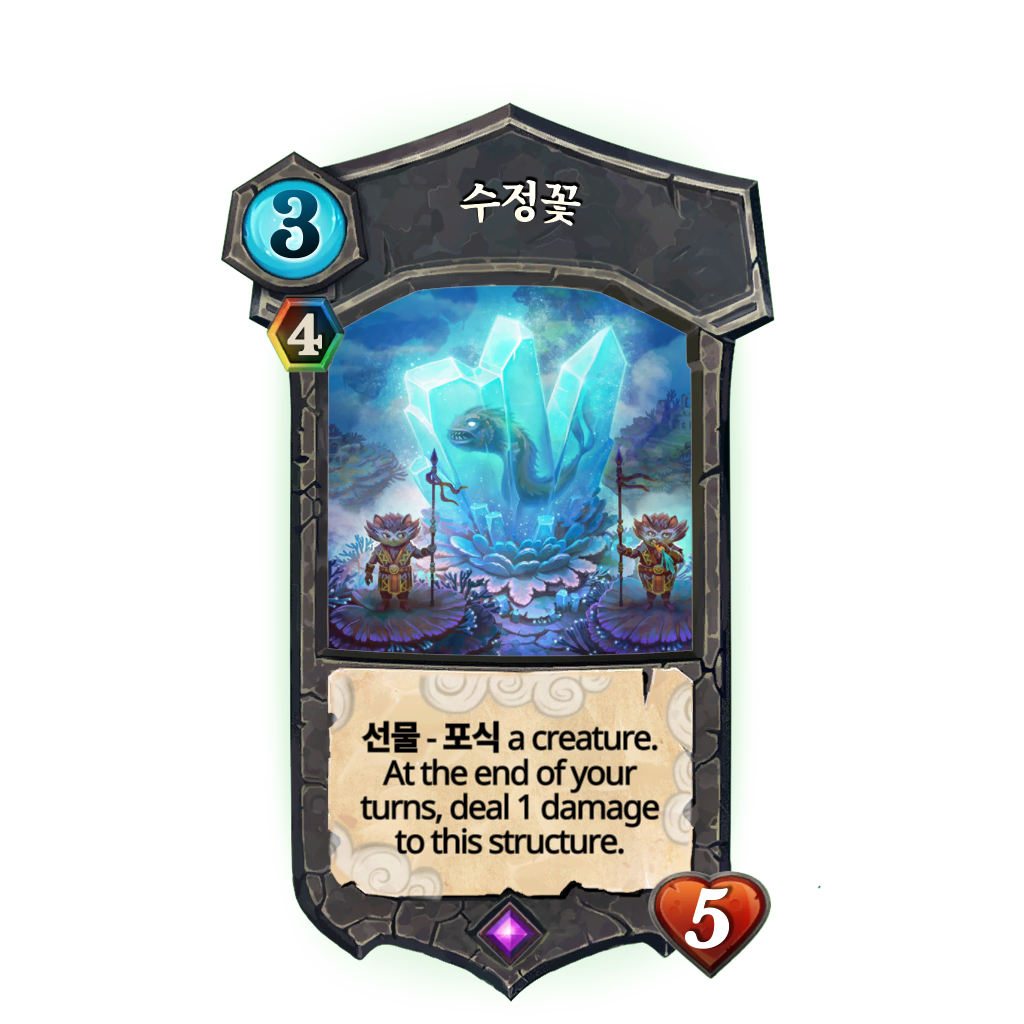 3
수정꽃
4
선물 - 포식 a creature.
At the end of your
turns, deal 1 damage
to this structure.
5